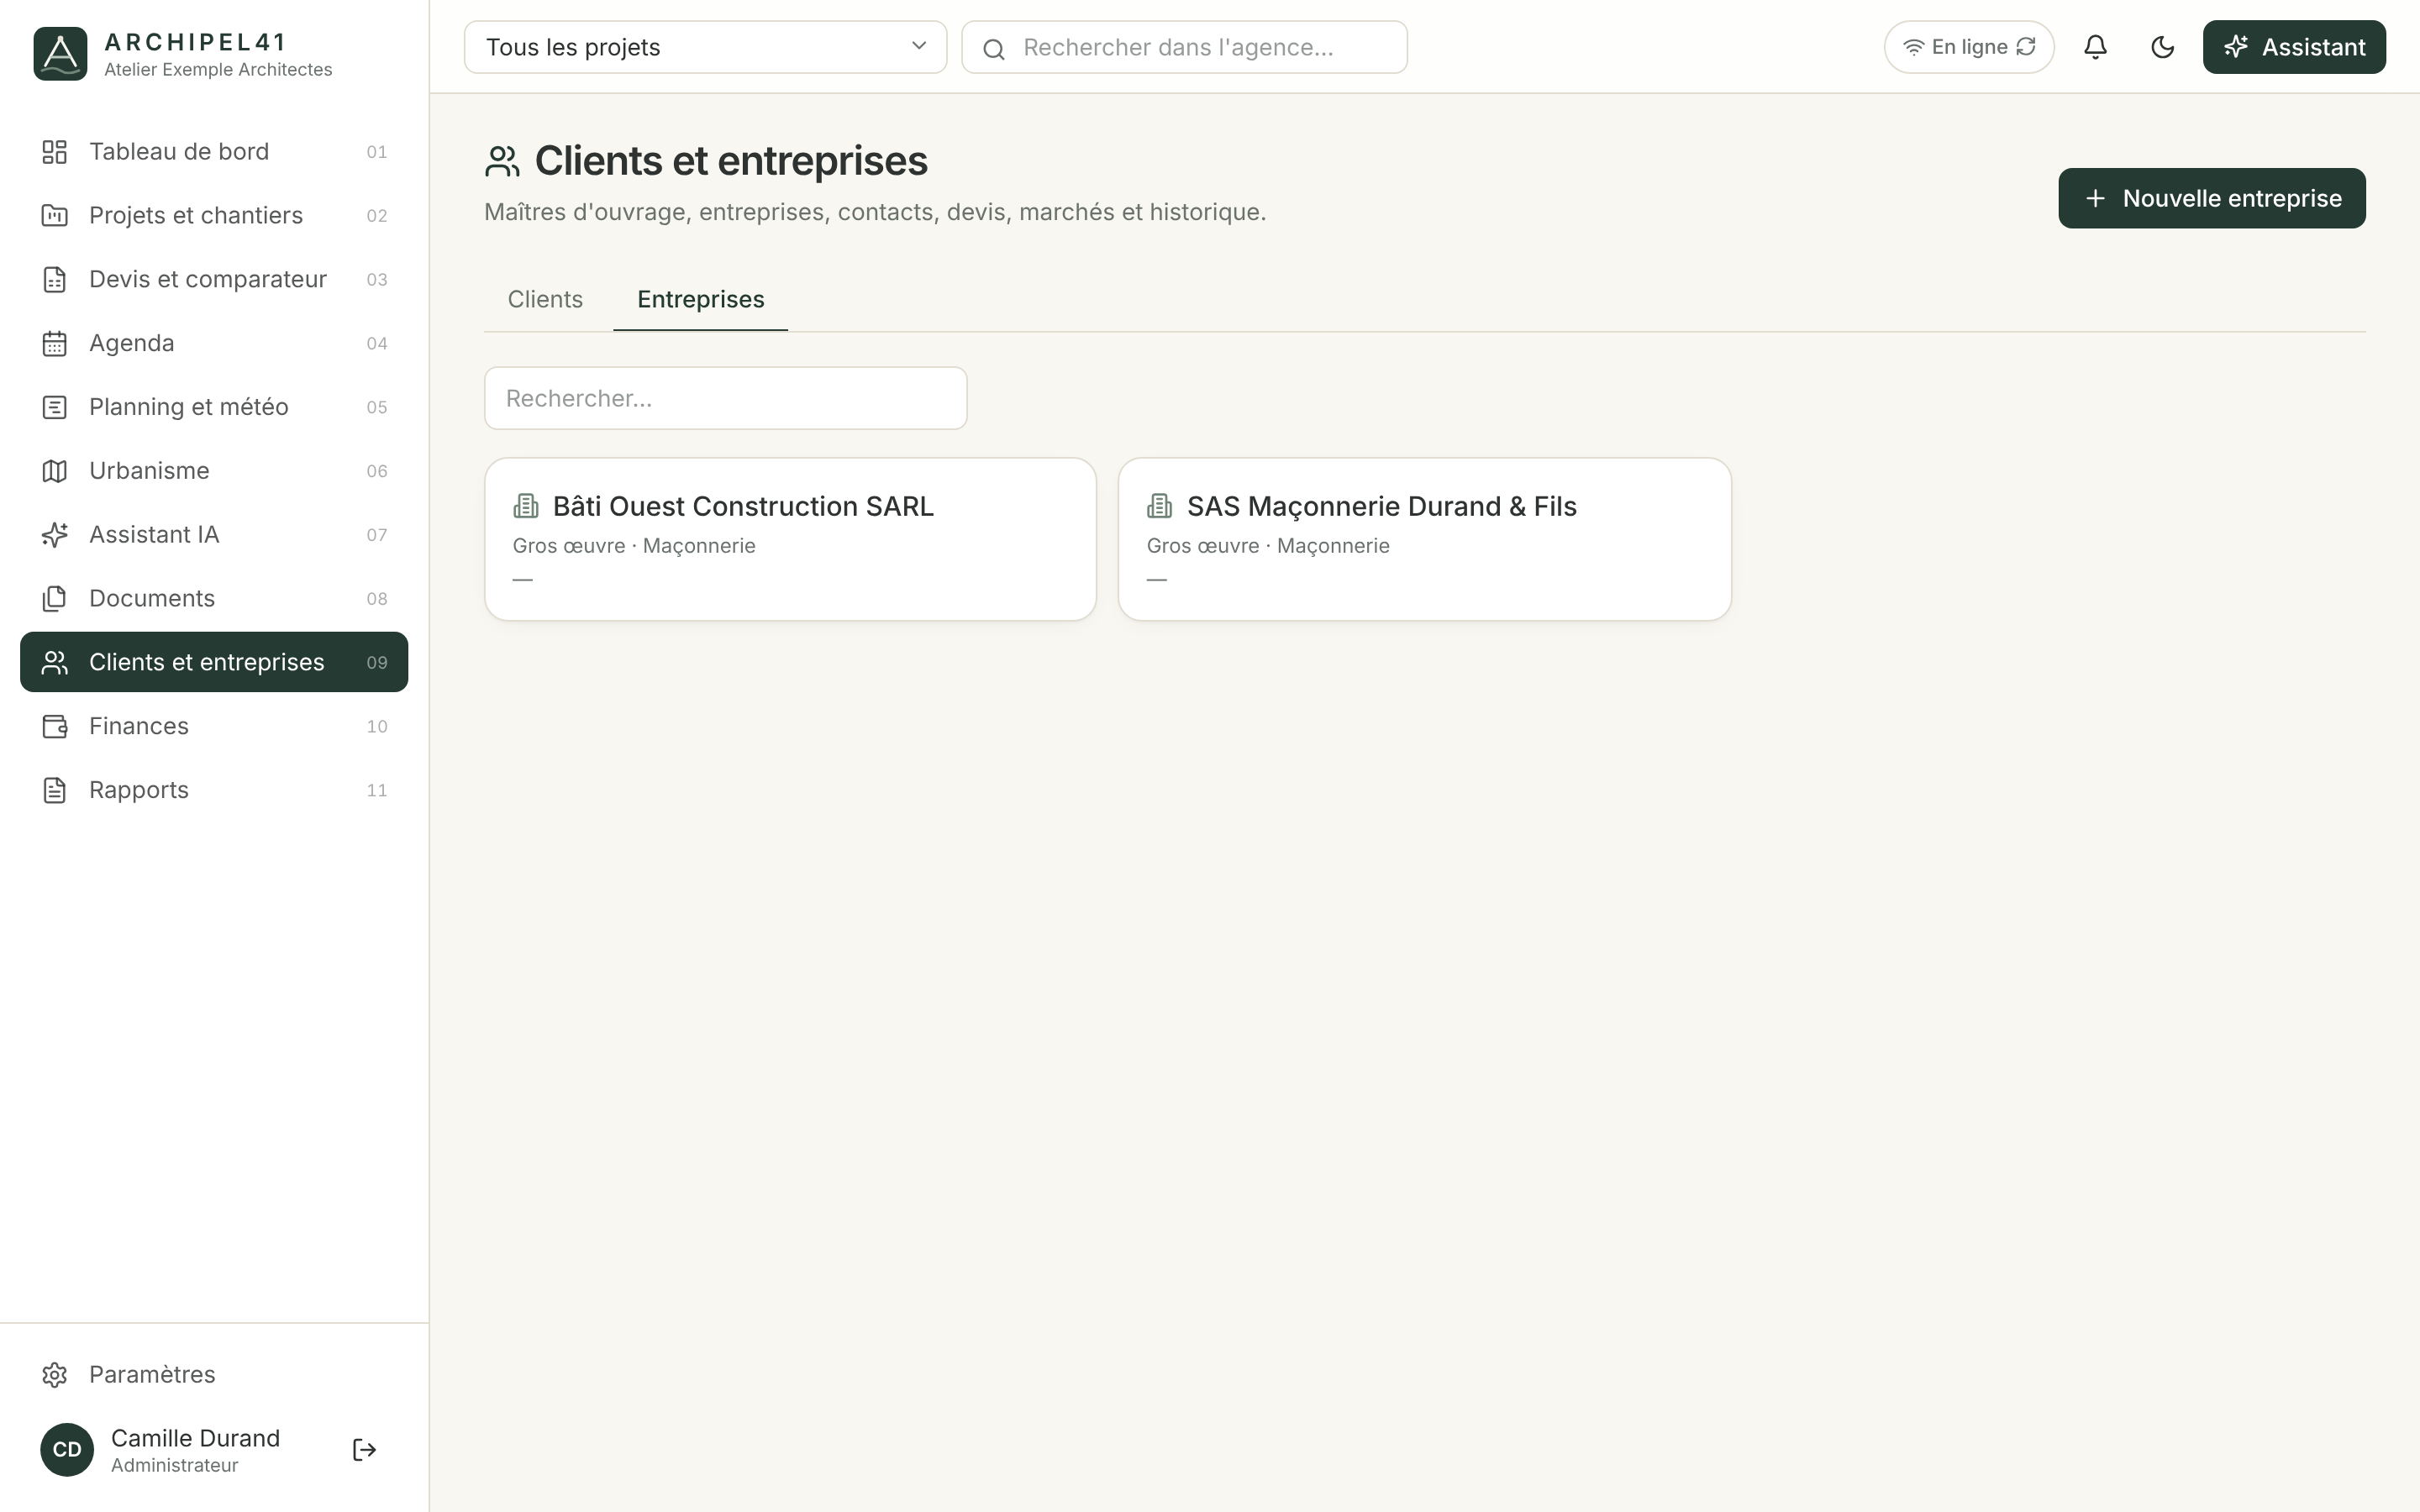 ARCHIPEL41
Atelier Exemple Architectes
Tableau de bord 01
Projets et chantiers 02
Devis et comparateur 03
Agenda 04
Planning et météo 05
Urbanisme 06
Assistant IA 07
Documents 08
Clients et entreprises 09
Finances 10
Rapports 11
Paramètres
CD
Camille Durand
Administrateur
Tous les projets
Rechercher dans l'agence...
En ligne
Assistant
Clients et entreprises
Maîtres d'ouvrage, entreprises, contacts, devis, marchés et historique.
Nouvelle entreprise
Clients
Entreprises
Rechercher...
Bâti Ouest Construction SARL
Gros œuvre · Maçonnerie
—
SAS Maçonnerie Durand & Fils
Gros œuvre · Maçonnerie
—